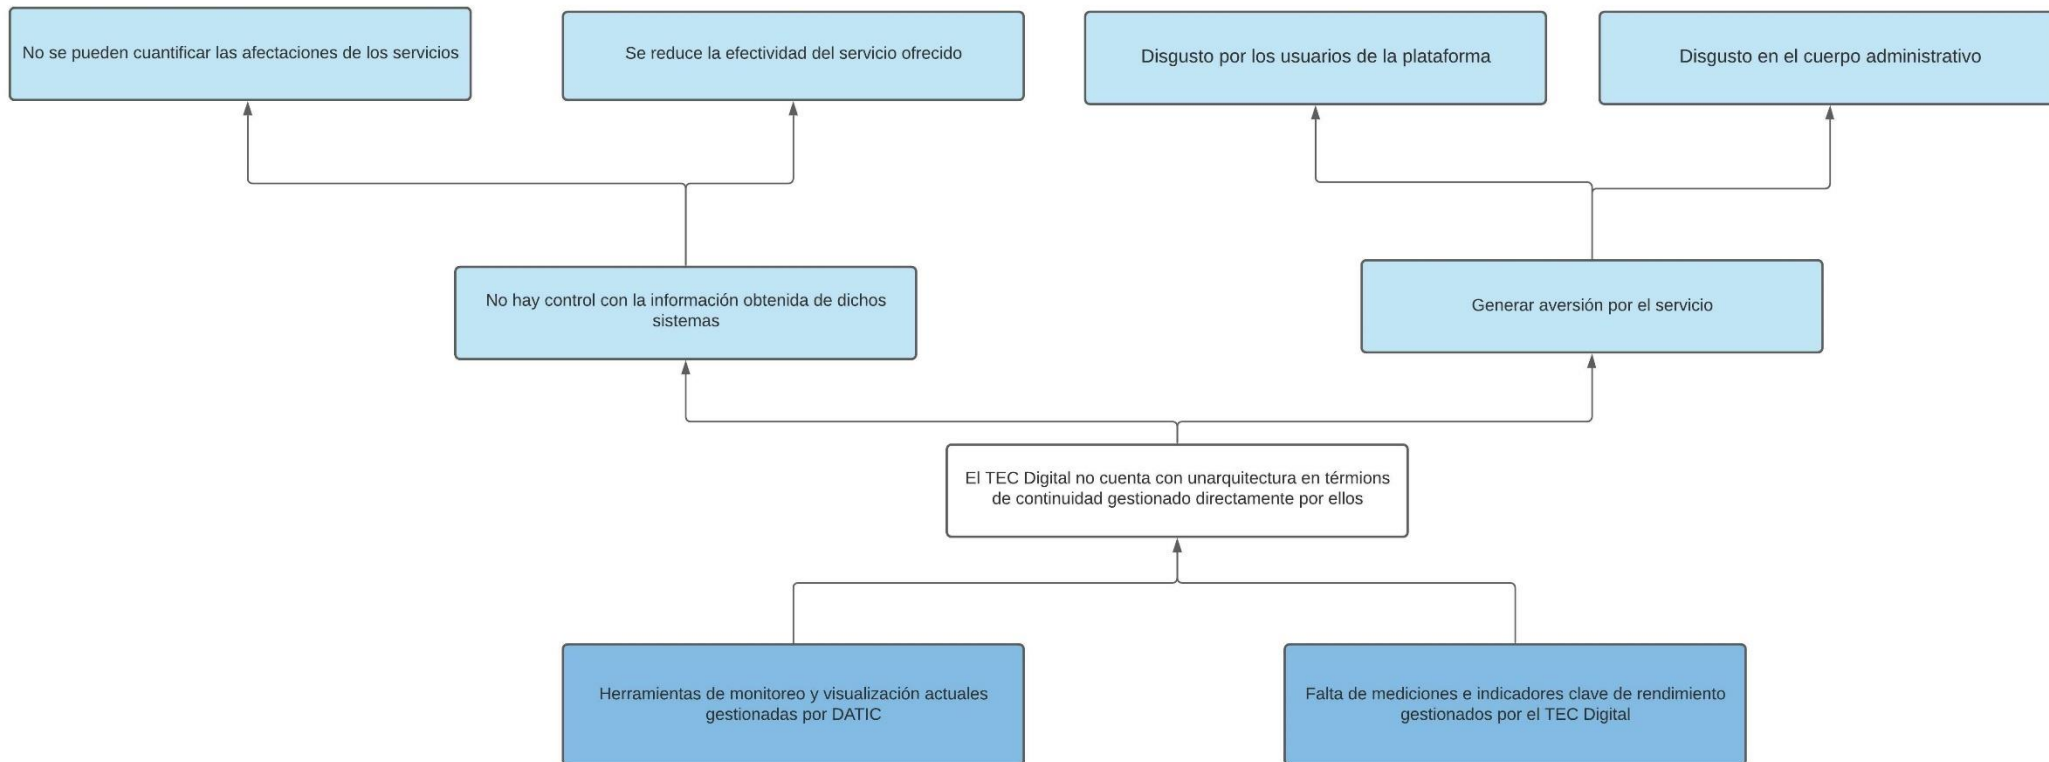 No se pueden cuantificar las afectaciones de los servicios
Se reduce la efectividad del servicio ofrecido
Disgusto por los usuarios de la plataforma
Disgusto en el cuerpo administrativo
No hay control con la información obtenida de dichos
sistemas
Generar aversión por el servicio
El TEC Digital no cuenta con unarquitectura en térmions
de continuidad gestionado directamente por ellos
Herramientas de monitoreo y visualización actuales
gestionadas por DATIC
Falta de mediciones e indicadores clave de rendimiento
gestionados por el TEC Digital